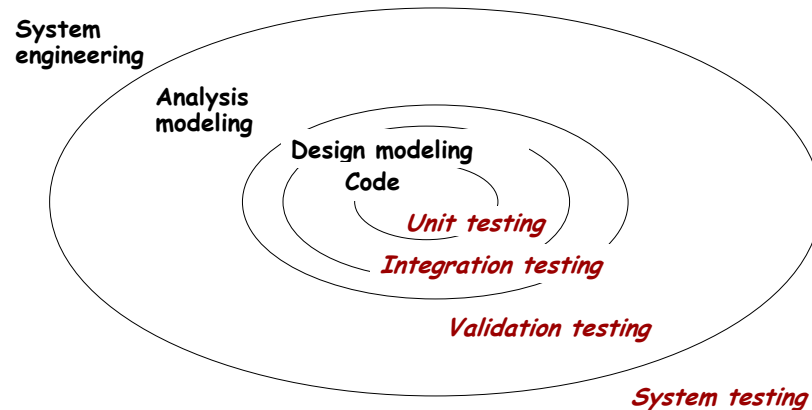 System
engineering
Analysis
modeling
Design modeling
Code
Unit testing
Integration testing
Validation testing
System testing